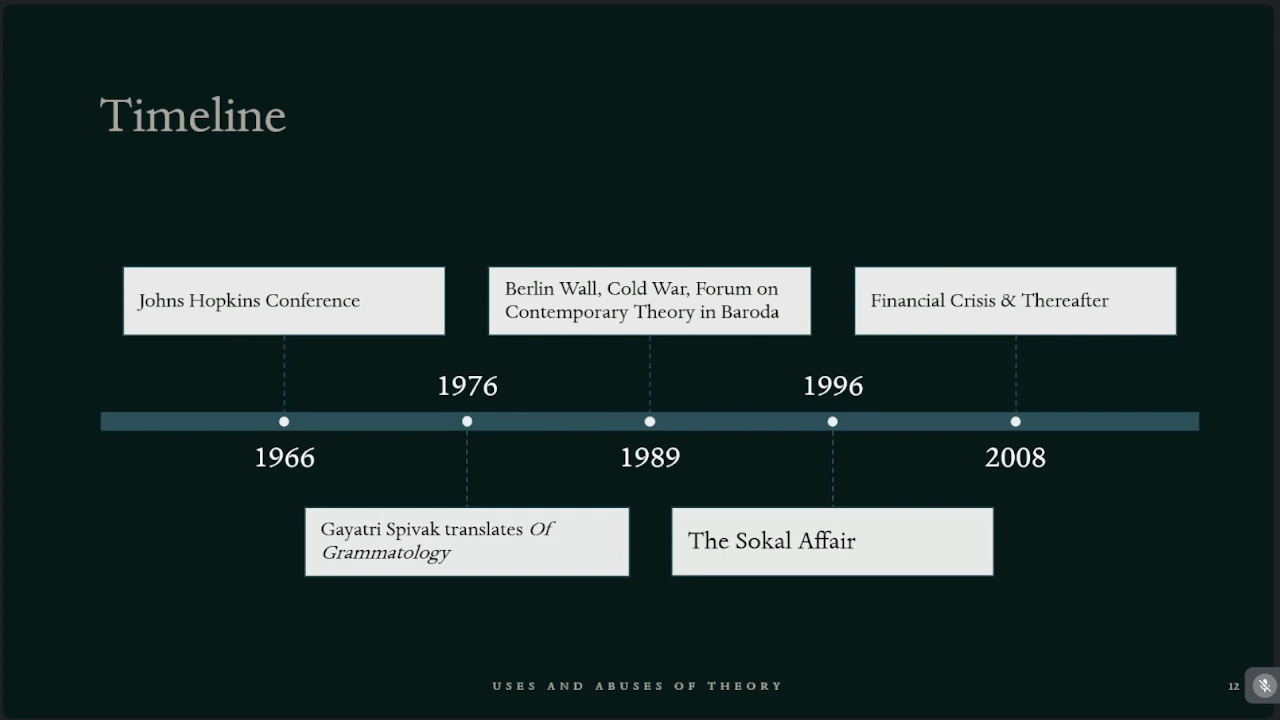 Timeline
Johns Hopkins Conference
Berlin Wall, Cold War, Forum on
Contemporary Theory in Baroda
Financial Crisis & Thereafter
1976
1996
1966
1989
2008
Gayatri Spivak translates Of
Grammatology
The Sokal Affair
USES AND ABUSES OF THEORY
12